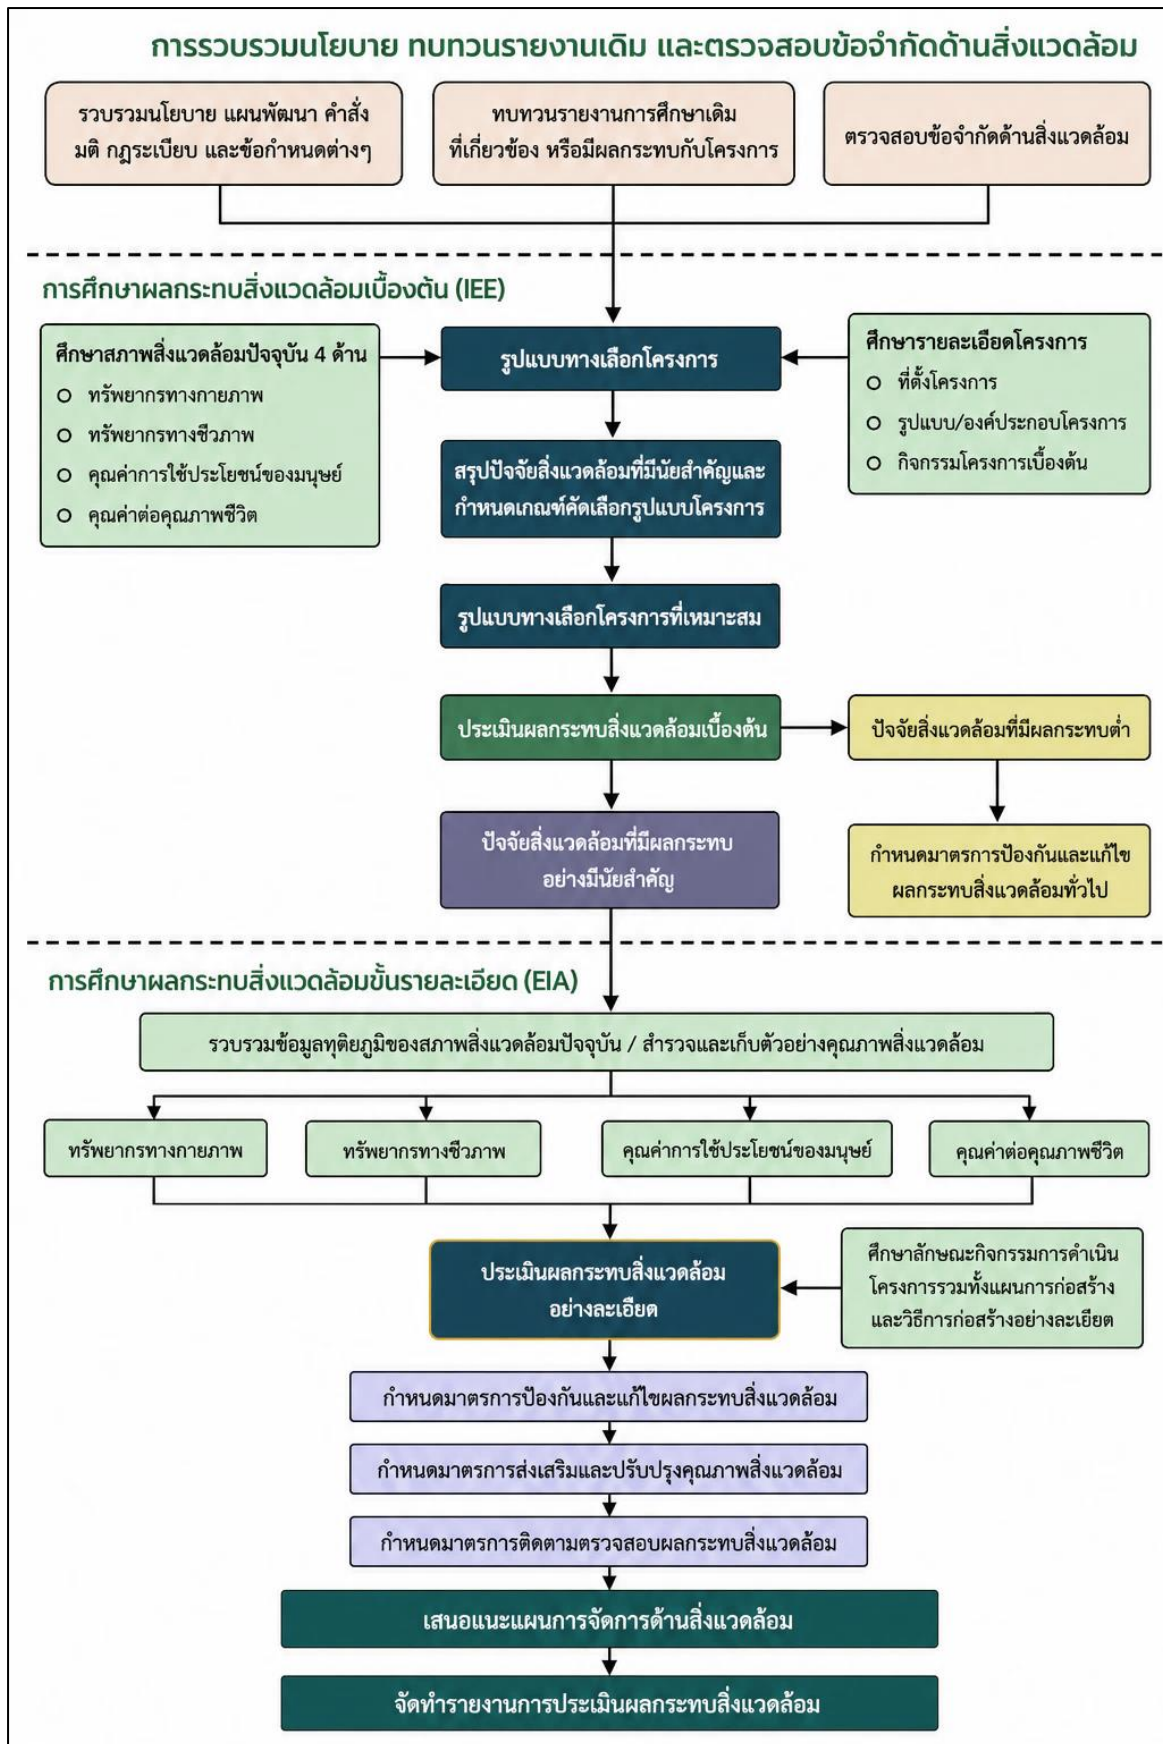 การรวบรวมนโยบาย ทบทวนรายงานเดิม และตรวจสอบข้อจำกัดด้านสิ่งแวดล้อม
รวบรวมนโยบาย แผนพัฒนา คำสั่ง
มติ กฎระเบียบ และข้อกำหนดต่างๆ
ทบทวนรายงานการศึกษาเดิม
ที่เกี่ยวข้อง หรือมีผลกระทบกับโครงการ
ตรวจสอบข้อจำกัดด้านสิ่งแวดล้อม
การศึกษาผลกระทบสิ่งแวดล้อมเบื้องต้น (IEE)
ศึกษาสภาพสิ่งแวดล้อมปัจจุบัน 4 ด้าน
ทรัพยากรทางกายภาพ
ทรัพยากรทางชีวภาพ
คุณค่าการใช้ประโยชน์ของมนุษย์
คุณค่าต่อคุณภาพชีวิต
รูปแบบทางเลือกโครงการ
ศึกษารายละเอียดโครงการ
ที่ตั้งโครงการ
รูปแบบ/องค์ประกอบโครงการ
กิจกรรมโครงการเบื้องต้น
สรุปปัจจัยสิ่งแวดล้อมที่มีนัยสำคัญและ
กำหนดเกณฑ์คัดเลือกรูปแบบโครงการ
รูปแบบทางเลือกโครงการที่เหมาะสม
ประเมินผลกระทบสิ่งแวดล้อมเบื้องต้น
ปัจจัยสิ่งแวดล้อมที่มีผลกระทบต่ำ
ปัจจัยสิ่งแวดล้อมที่มีผลกระทบ
อย่างมีนัยสำคัญ
กำหนดมาตรการป้องกันและแก้ไข
ผลกระทบสิ่งแวดล้อมทั่วไป
การศึกษาผลกระทบสิ่งแวดล้อมขั้นรายละเอียด (EIA)
รวบรวมข้อมูลทุติยภูมิของสภาพสิ่งแวดล้อมปัจจุบัน / สำรวจและเก็บตัวอย่างคุณภาพสิ่งแวดล้อม
ทรัพยากรทางกายภาพ
ทรัพยากรทางชีวภาพ
คุณค่าการใช้ประโยชน์ของมนุษย์
คุณค่าต่อคุณภาพชีวิต
ประเมินผลกระทบสิ่งแวดล้อม
อย่างละเอียด
ศึกษาลักษณะกิจกรรมการดำเนิน
โครงการรวมทั้งแผนการก่อสร้าง
และวิธีการก่อสร้างอย่างละเอียด
กำหนดมาตรการป้องกันและแก้ไขผลกระทบสิ่งแวดล้อม
กำหนดมาตรการส่งเสริมและปรับปรุงคุณภาพสิ่งแวดล้อม
กำหนดมาตรการติดตามตรวจสอบผลกระทบสิ่งแวดล้อม
เสนอแนะแผนการจัดการด้านสิ่งแวดล้อม
จัดทำรายงานการประเมินผลกระทบสิ่งแวดล้อม